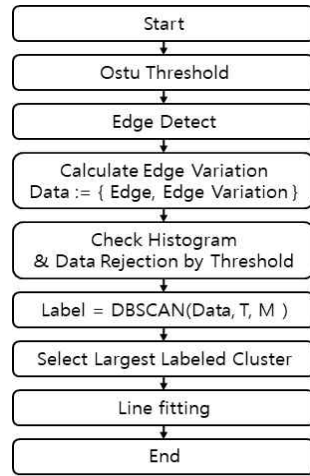 Start
Ostu Threshold
Edge Detect
Calculate Edge Variation
Data := { Edge, Edge Variation }
Check Histogram
& Data Rejection by Threshold
Label = DBSCAN(Data, T, M )
Select Largest Labeled Cluster
Line fitting
End